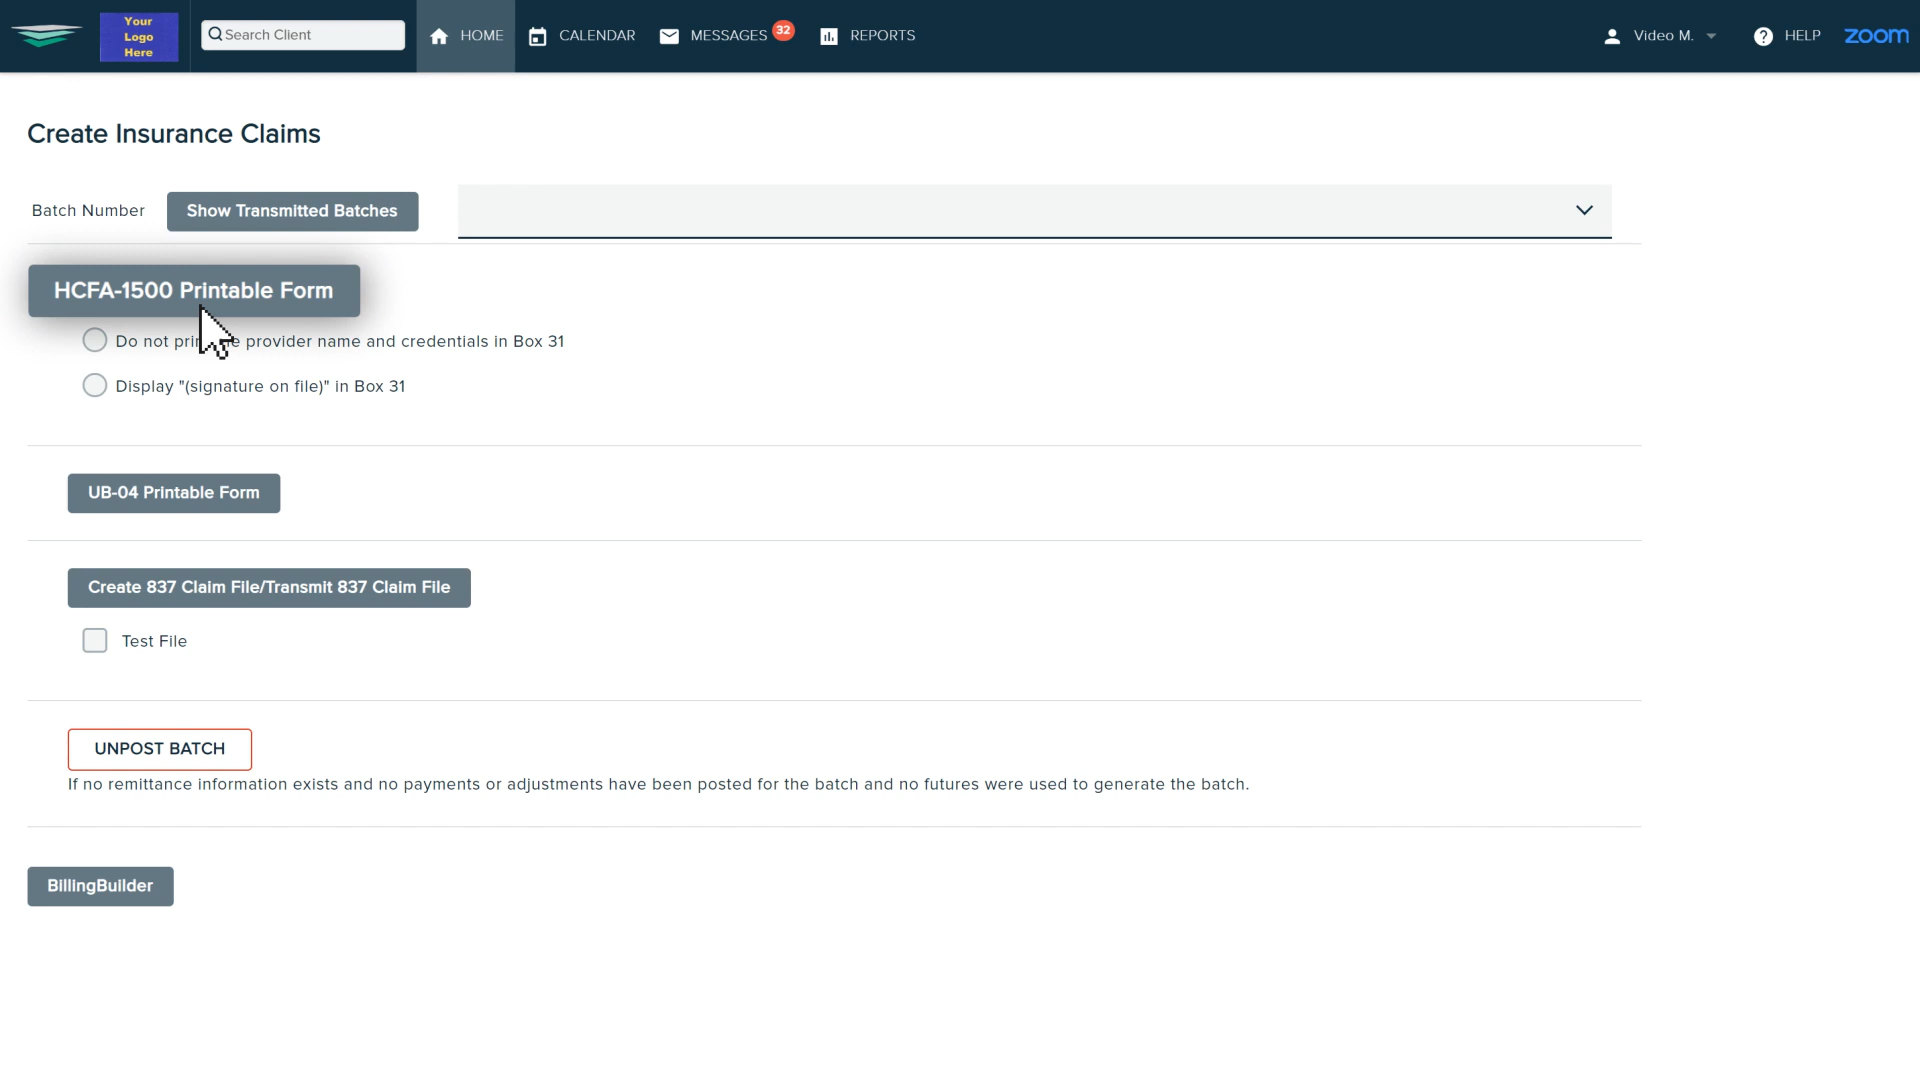 Your
Logo
Here
Search Client
HOME
CALENDAR
MESSAGES 32
REPORTS
Video M.
HELP
zoom
Create Insurance Claims
Batch Number
Show Transmitted Batches
HCFA-1500 Printable Form
Do not provider name and credentials in Box 31
Display "(signature on file)" in Box 31
UB-04 Printable Form
Create 837 Claim File/Transmit 837 Claim File
Test File
UNPOST BATCH
If no remittance information exists and no payments or adjustments have been posted for the batch and no futures were used to generate the batch.
BillingBuilder